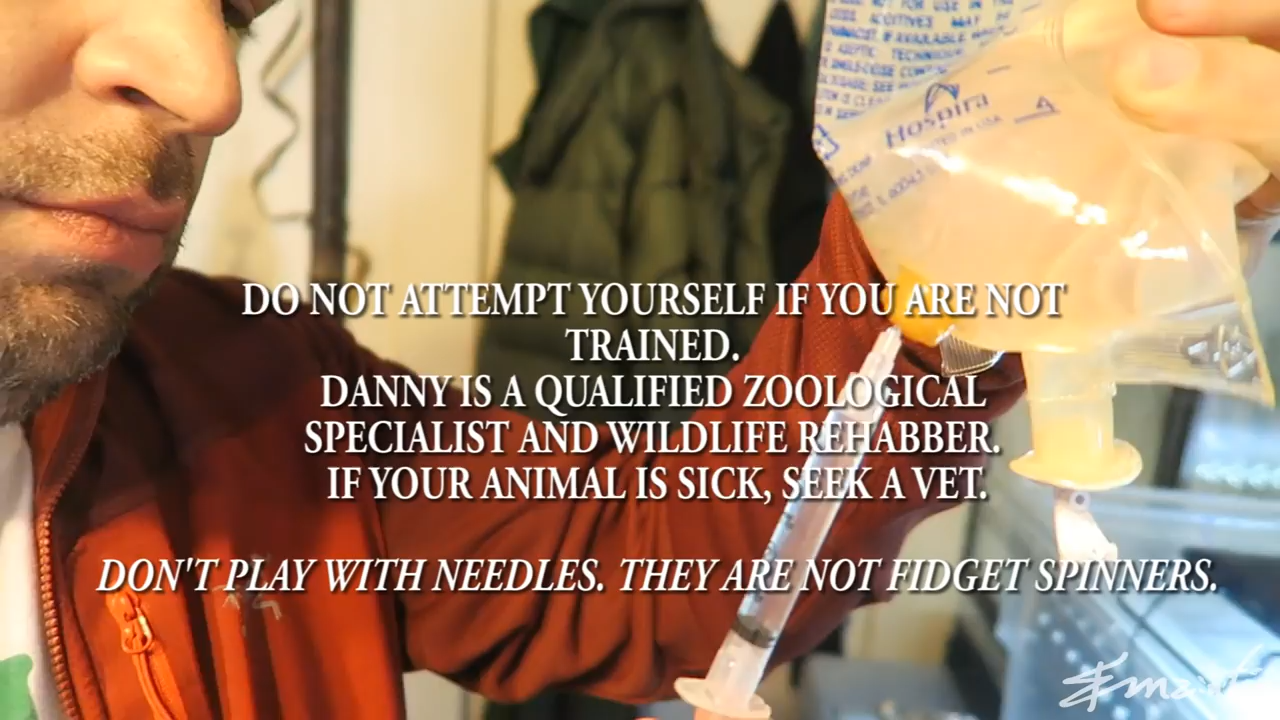 Hospira
DO NOT ATTEMPT YOURSELF IF YOU ARE NOT
TRAINED.
DANNY IS A QUALIFIED ZOOLOGICAL
SPECIALIST AND WILDLIFE REHABBER.
IF YOUR ANIMAL IS SICK, SEEK A VET.
DON'T PLAY WITH NEEDLES. THEY ARE NOT FIDGET SPINNERS.